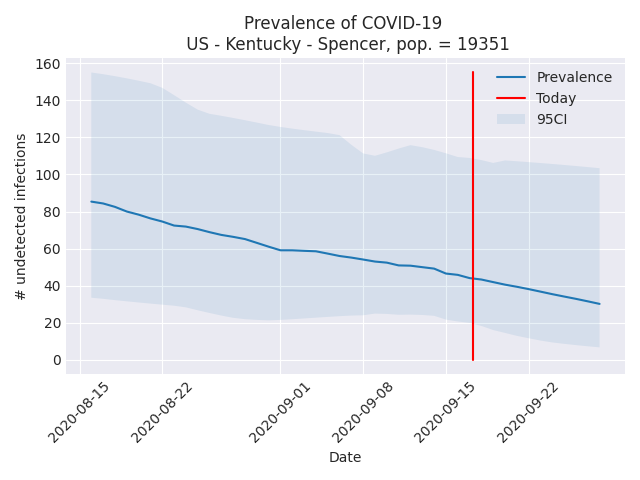 Prevalence of COVID-19
US - Kentucky - Spencer, pop. = 19351
160
140
120
100
80
60
40
20
0
# undetected infections
Prevalence
Today
95CI
2020-08-15
2020-08-22
2020-09-01
2020-09-08
2020-09-15
2020-09-22
Date